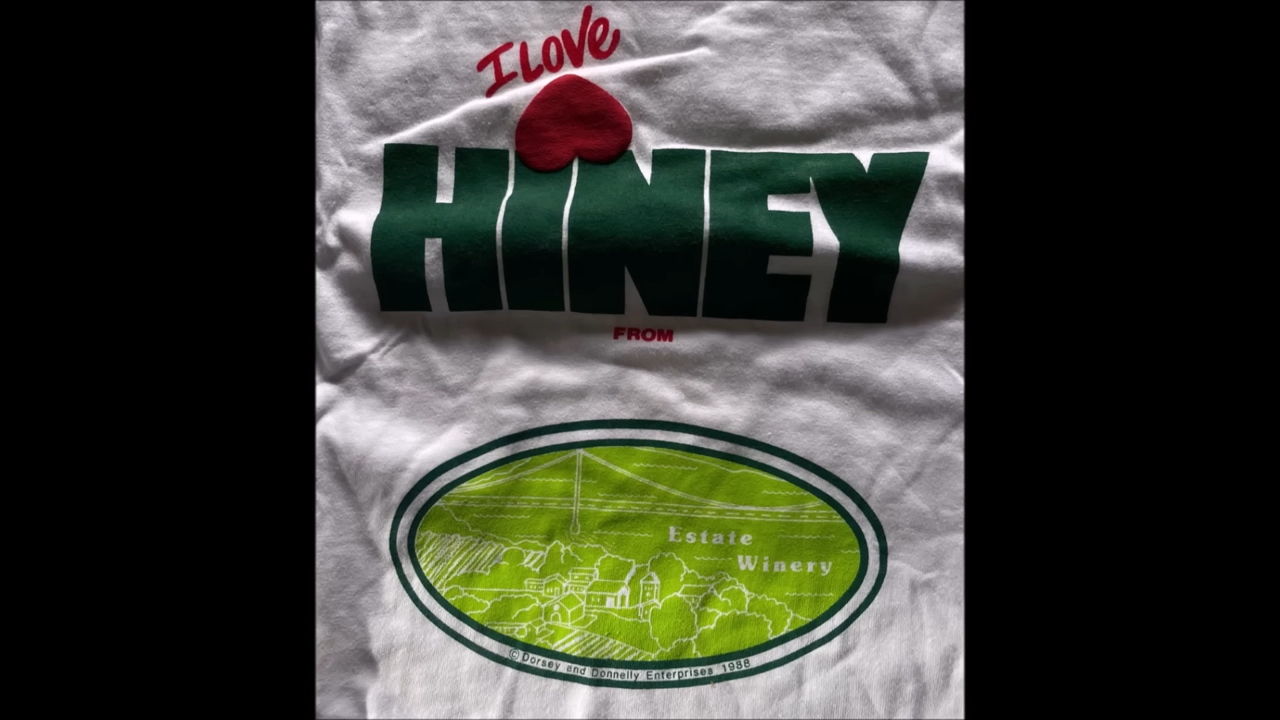 I LOVE
HINEY
FROM
Estate
Winery
© Dorsey and Donnelly Enterprises 1988